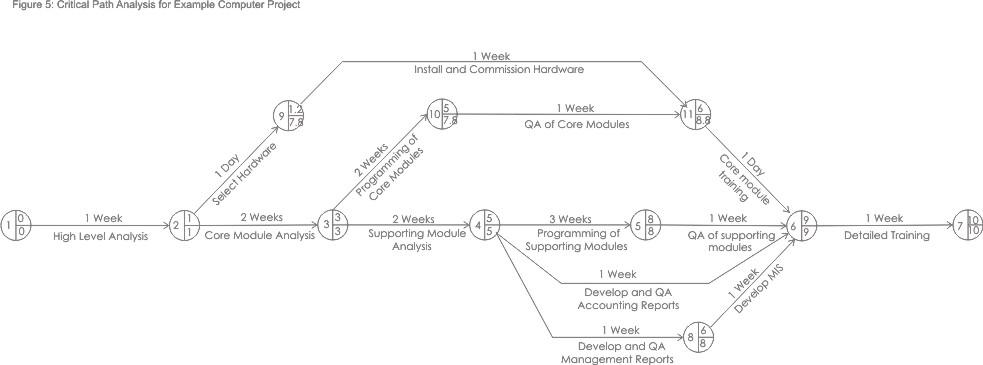 Figure 5: Critical Path Analysis for Example Computer Project
1 Week
Install and Commission Hardware
9
1.2
7.8
10
5
7.8
1 Week
QA of Core Modules
11
6
8.8
1 Day
Select Hardware
2 Weeks
Programming of
Core Modules
1 Day
Core module
training
1
0
0
1 Week
High Level Analysis
2
1
1
2 Weeks
Core Module Analysis
3
3
3
2 Weeks
Supporting Module
Analysis
4
5
5
3 Weeks
Programming of
Supporting Modules
5
8
8
1 Week
QA of supporting
modules
6
9
9
1 Week
Detailed Training
7
10
10
1 Week
Develop and QA
Accounting Reports
1 Week
Develop MIS
1 Week
Develop and QA
Management Reports
8
6
8